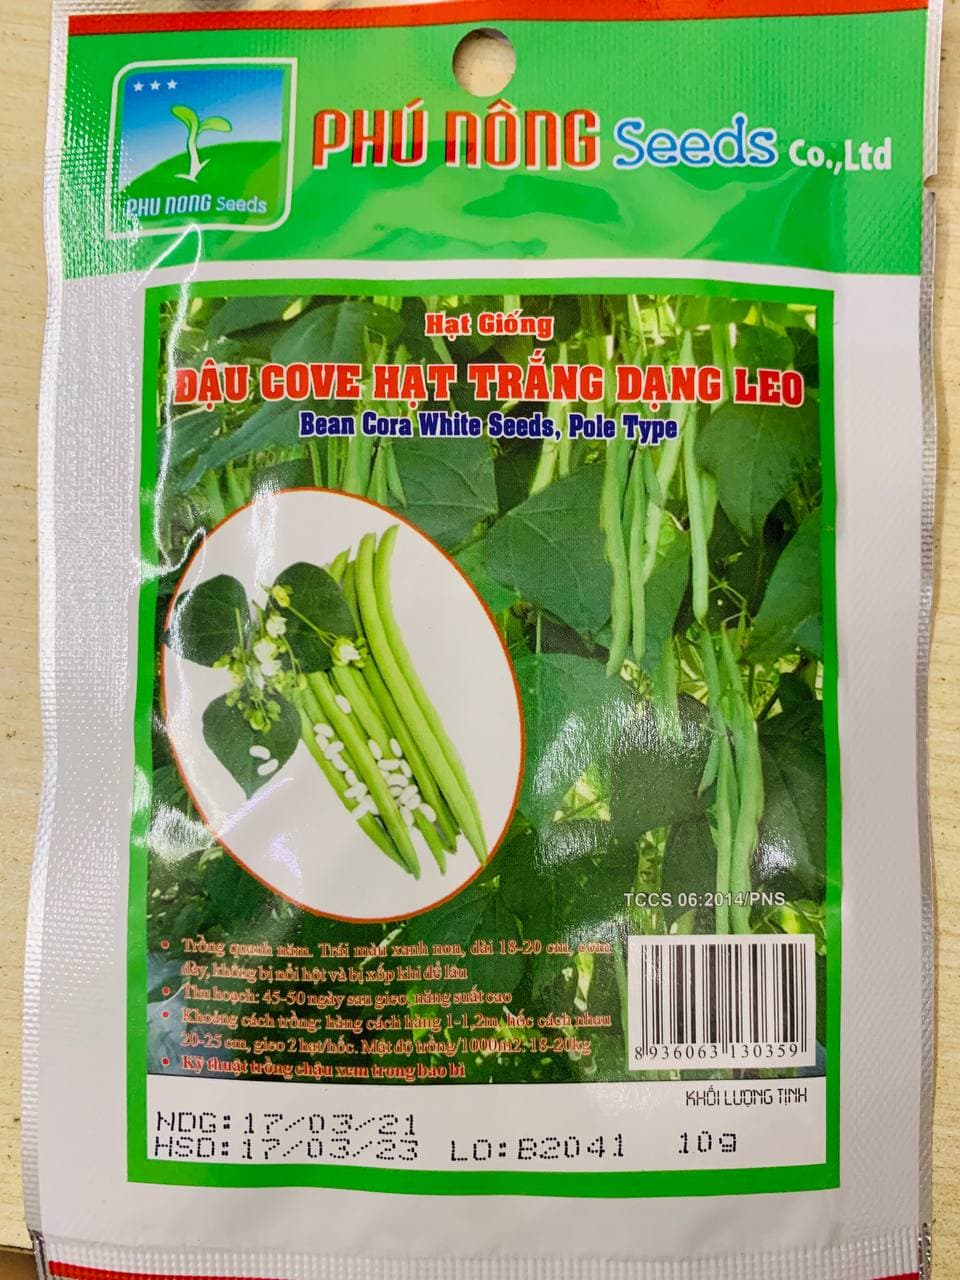 PHÚ NÔNG Seeds Co.,Ltd
PHU NONG Seeds
Hạt Giống
ĐẬU COVE HẠT TRẮNG DẠNG LEO
Bean Cora White Seeds, Pole Type
TCCS 06:2014/PNS
• Trồng quanh năm. Trái màu xanh non, dài 18-20 cm, cơm
dày, không bị nổi hột và bị xốp khi để lâu
• Thu hoạch: 45-50 ngày sau gieo, năng suất cao
• Khoảng cách trồng: hàng cách hàng 1-1,2m, hốc cách nhau
20-25 cm, gieo 2 hạt/hốc. Mật độ trồng/1000m2: 18-20kg
• Kỹ thuật trồng chậu xem trong bao bì
8 936063 130359
KHỐI LƯỢNG TỊNH
NDG:17/03/21
HSD:17/03/23 LO:B2041 10g